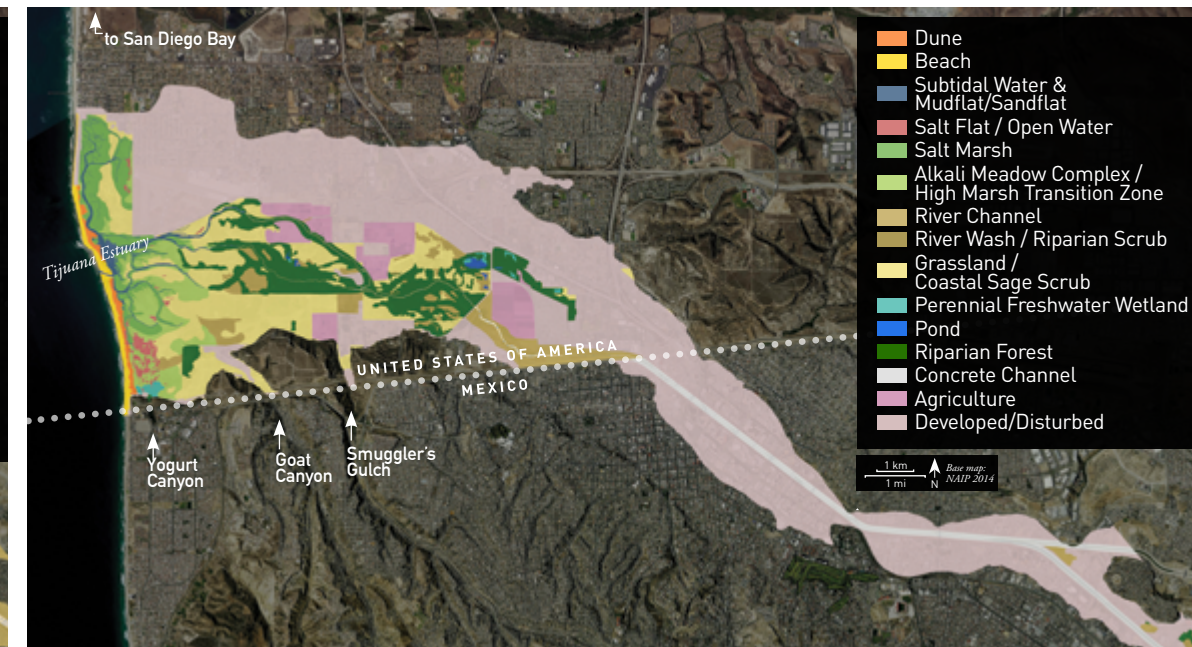 to San Diego Bay
Tijuana Estuary
UNITED STATES OF AMERICA
MEXICO
Yogurt
Canyon
Goat
Canyon
Smuggler's
Gulch
Dune
Beach
Subtidal Water &
Mudflat/Sandflat
Salt Flat / Open Water
Salt Marsh
Alkali Meadow Complex /
High Marsh Transition Zone
River Channel
River Wash / Riparian Scrub
Grassland /
Coastal Sage Scrub
Perennial Freshwater Wetland
Pond
Riparian Forest
Concrete Channel
Agriculture
Developed/Disturbed
1 km
1 mi
N
Base map:
NAIP 2014